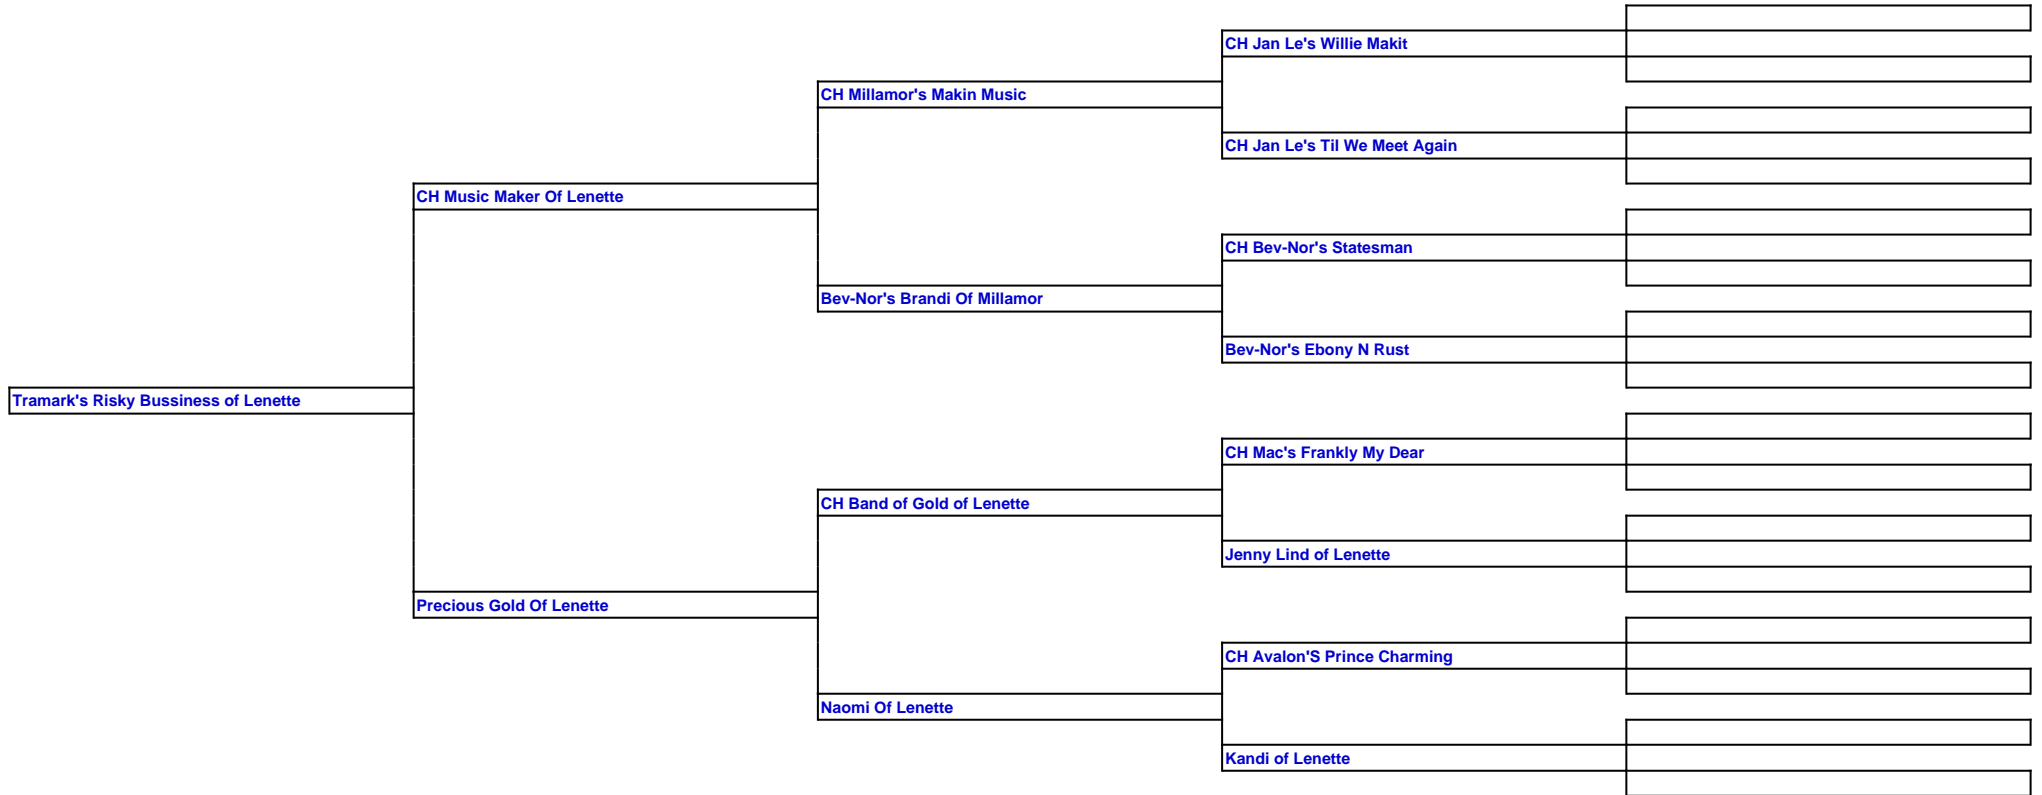 CH Jan Le's Willie Makit
CH Millamor's Makin Music
CH Jan Le's Til We Meet Again
CH Music Maker Of Lenette
CH Bev-Nor's Statesman
Bev-Nor's Brandi Of Millamor
Bev-Nor's Ebony N Rust
Tramark's Risky Bussiness of Lenette
CH Mac's Frankly My Dear
CH Band of Gold of Lenette
Jenny Lind of Lenette
Precious Gold Of Lenette
CH Avalon'S Prince Charming
Naomi Of Lenette
Kandi of Lenette